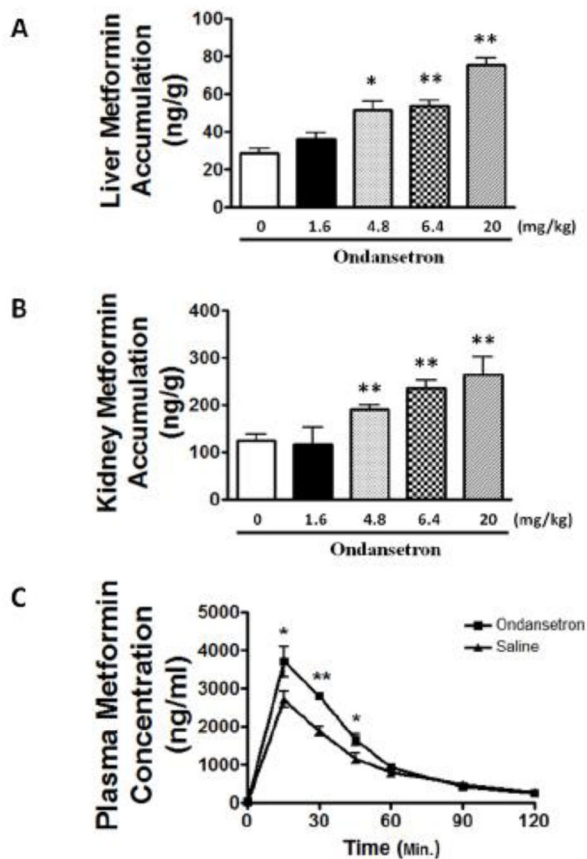 A
Liver Metformin
Accumulation
(ng/g)
100
80
60
40
20
0
*
**
**
0 1.6 4.8 6.4 20 (mg/kg)
Ondansetron
B
Kidney Metformin
Accumulation
(ng/g)
400
300
200
100
0
**
**
**
0 1.6 4.8 6.4 20 (mg/kg)
Ondansetron
C
Plasma Metformin
Concentration
(ng/ml)
5000
4000
3000
2000
1000
0
*
**
*
Ondansetron
Saline
0 30 60 90 120
Time (Min.)